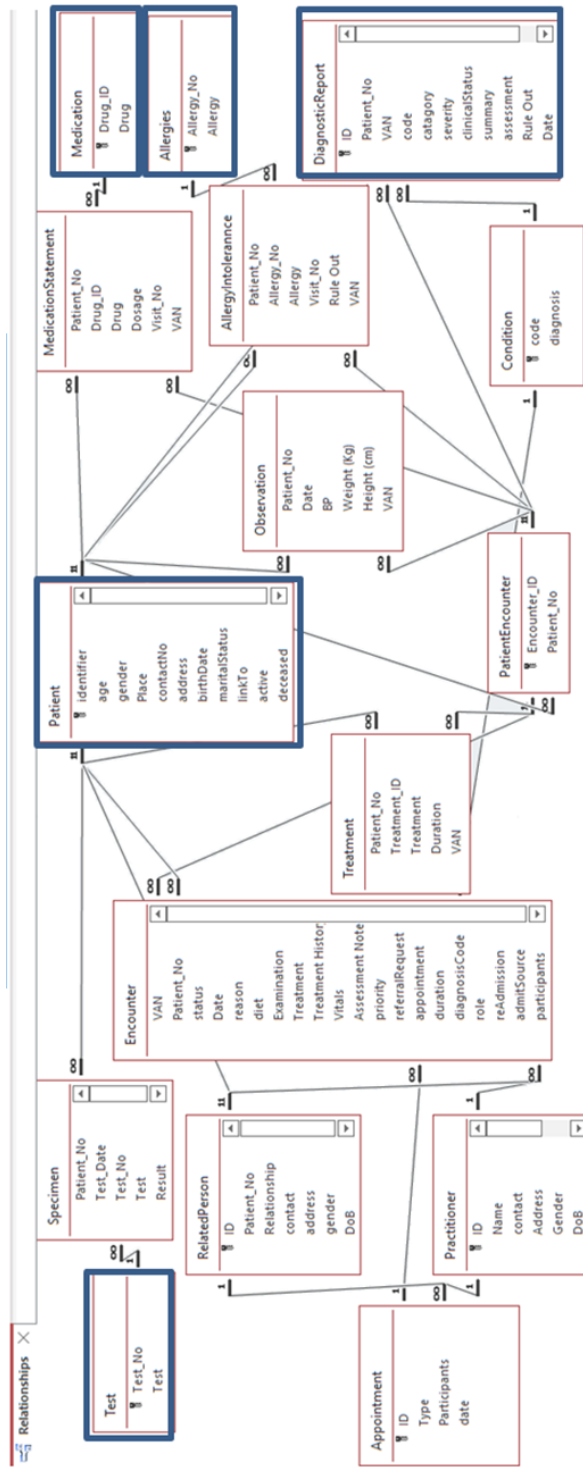 Relationships
Test
Test_No
Test
Specimen
Patient_No
Test_Date
Test_No
Test
Result
Patient
identifier
age
gender
Place
contactNo
address
birthDate
maritalStatus
linkTo
active
deceased
MedicationStatement
Patient_No
Drug_ID
Drug
Dosage
Visit_No
VAN
Medication
Drug_ID
Drug
Allergies
Allergy_No
Allergy
RelatedPerson
ID
Patient_No
Relationship
contact
address
gender
DoB
Encounter
VAN
Patient_No
status
Date
reason
diet
Examination
Treatment
Treatment Histor
Vitals
Assessment Note
priority
referralRequest
appointment
duration
diagnosisCode
role
reAdmission
admitSource
participants
Treatment
Patient_No
Treatment_ID
Treatment
Duration
VAN
Observation
Patient_No
Date
BP
Weight (Kg)
Height (cm)
VAN
AllergyIntolerannce
Patient_No
Allergy_No
Allergy
Visit_No
Rule Out
VAN
DiagnosticReport
ID
Patient_No
VAN
code
catagory
severity
clinicalStatus
summary
assessment
Rule Out
Date
Appointment
ID
Type
Participants
date
Practitioner
ID
Name
contact
Address
Gender
DoB
PatientEncounter
Encounter_ID
Patient_No
Condition
code
diagnosis